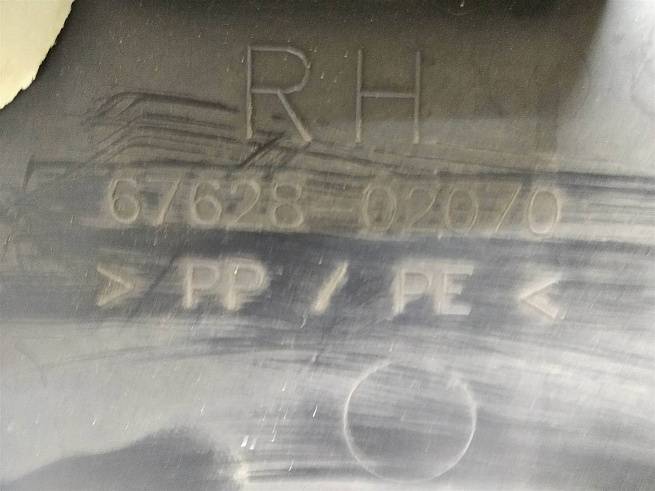 RH
67628-02070
> PP / PE <